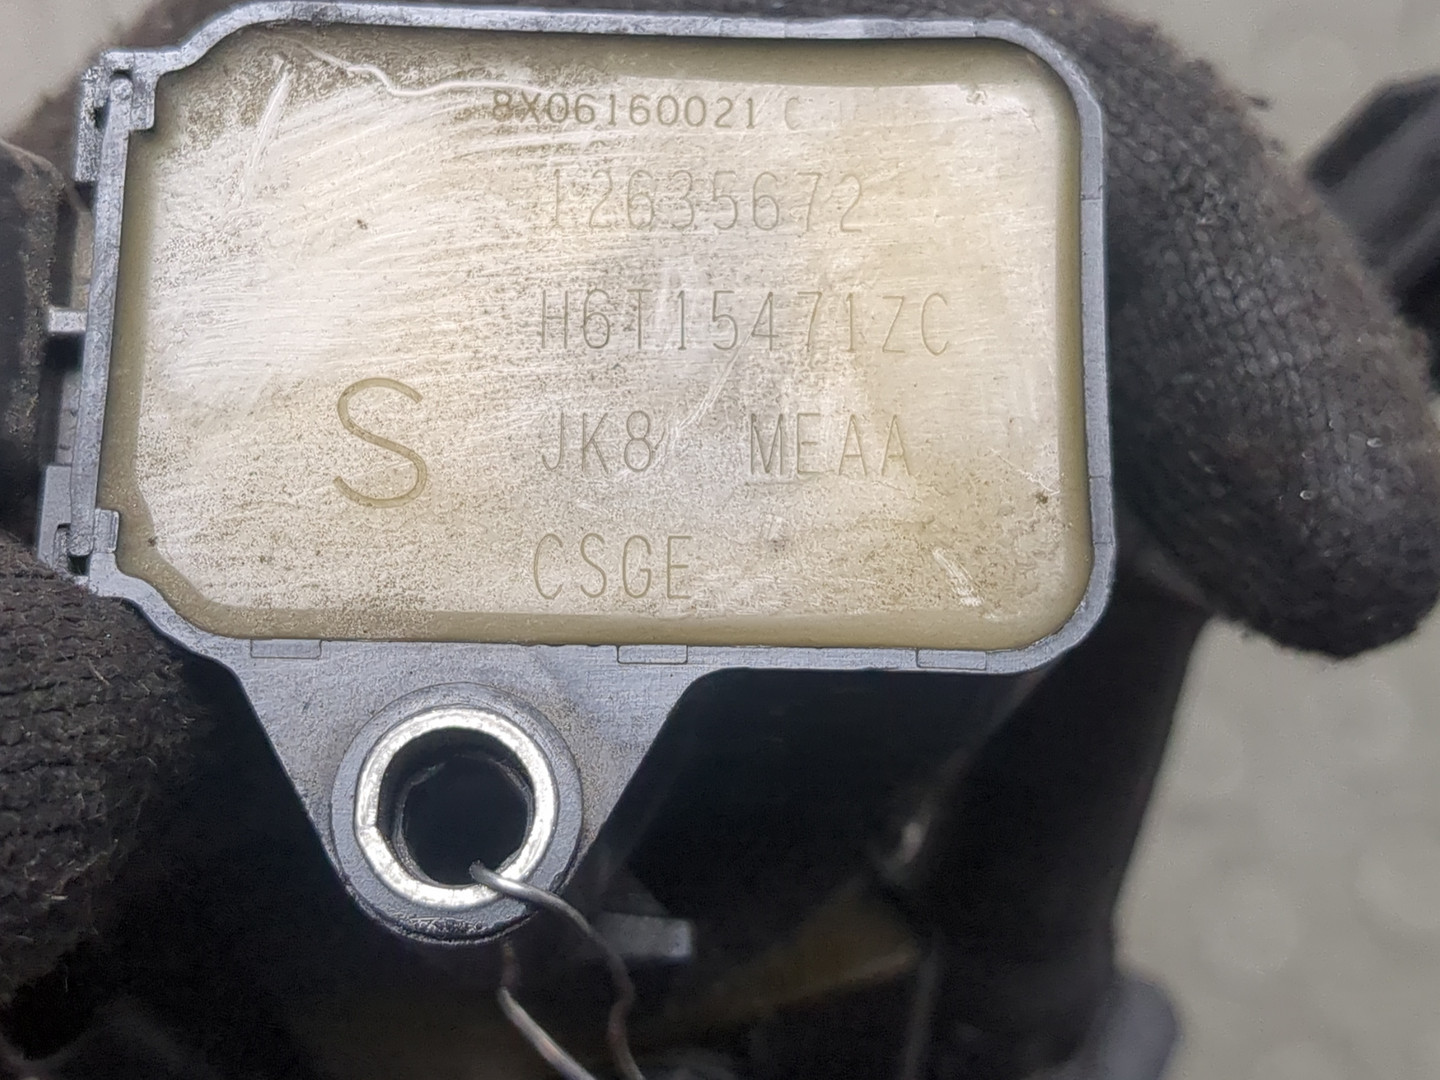 8X06160021 C
12635672
H6T15471ZC
S JK8 MEAA
CSGE